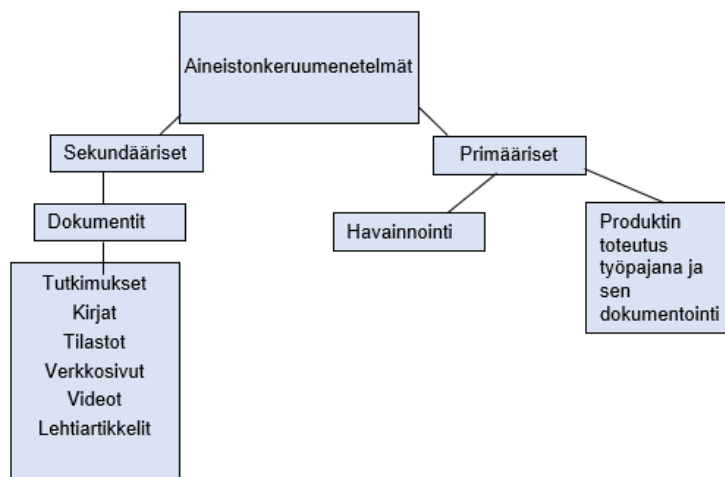 Aineistonkeruumenetelmät
Sekundääriset
Primääriset
Dokumentit
Havainnointi
Produktin
toteutus
työpajana ja
sen
dokumentointi
Tutkimukset
Kirjat
Tilastot
Verkkosivut
Videot
Lehtiartikkelit